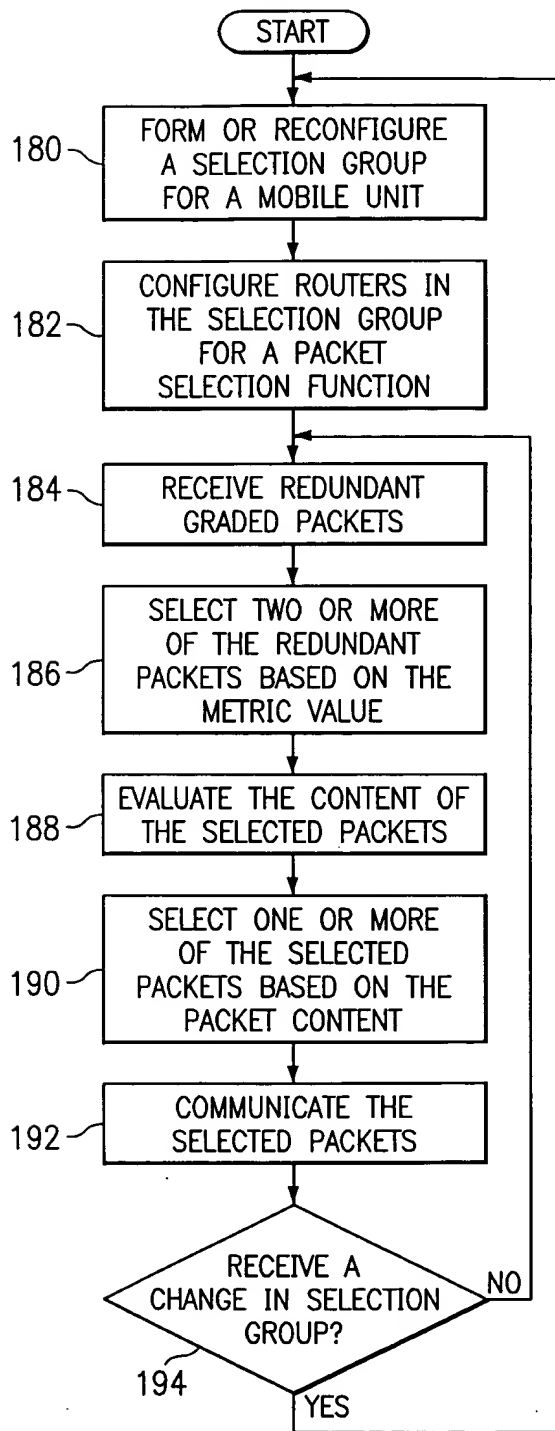 START
180
FORM OR RECONFIGURE
A SELECTION GROUP
FOR A MOBILE UNIT
182
CONFIGURE ROUTERS IN
THE SELECTION GROUP
FOR A PACKET
SELECTION FUNCTION
184
RECEIVE REDUNDANT
GRADED PACKETS
186
SELECT TWO OR MORE
OF THE REDUNDANT
PACKETS BASED ON THE
METRIC VALUE
188
EVALUATE THE CONTENT OF
THE SELECTED PACKETS
190
SELECT ONE OR MORE
OF THE SELECTED
PACKETS BASED ON THE
PACKET CONTENT
192
COMMUNICATE THE
SELECTED PACKETS
RECEIVE A
CHANGE IN SELECTION
GROUP?
NO
194
YES